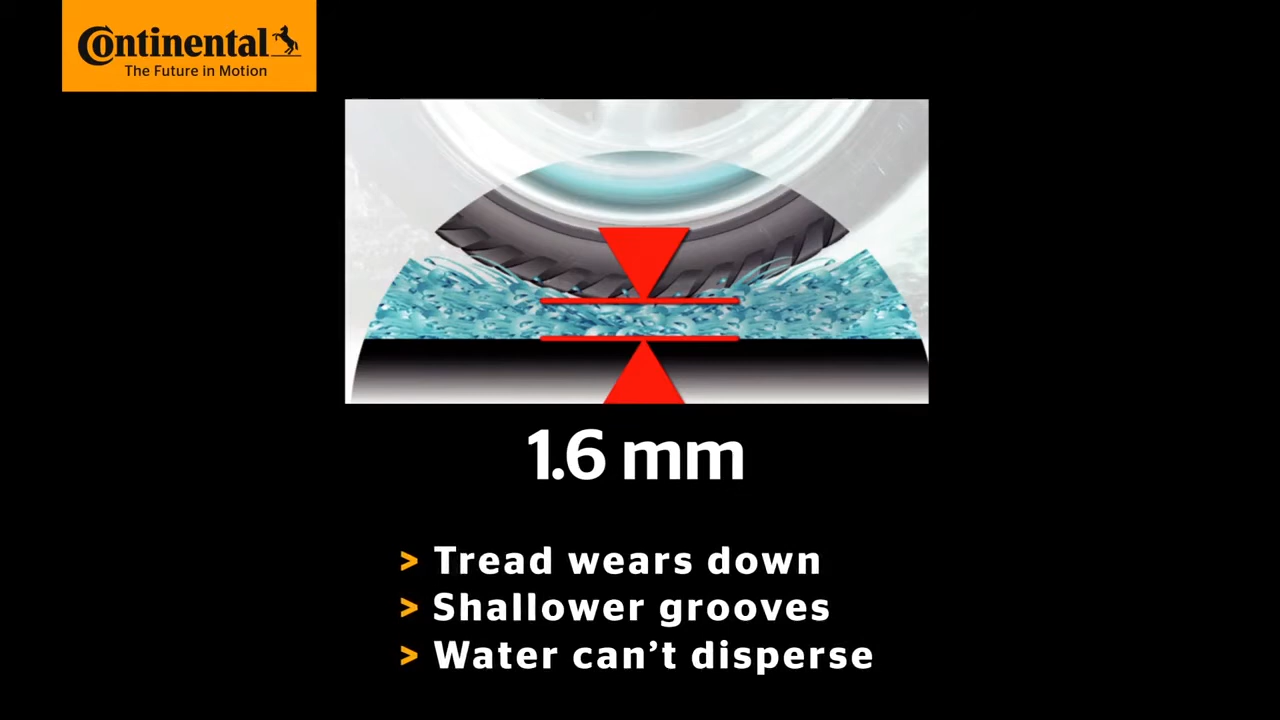 Continental
The Future in Motion
1.6 mm
> Tread wears down
> Shallower grooves
> Water can’t disperse